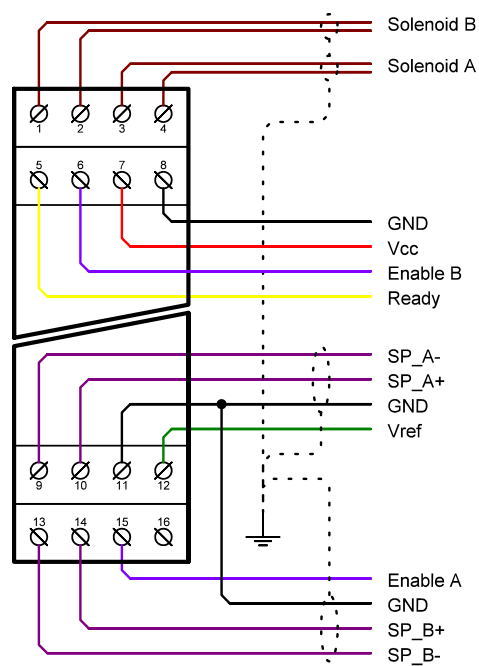 Solenoid B
Solenoid A
1 2 3 4
5 6 7 8
GND
Vcc
Enable B
Ready
SP_A-
SP_A+
GND
Vref
9 10 11 12
13 14 15 16
Enable A
GND
SP_B+
SP_B-